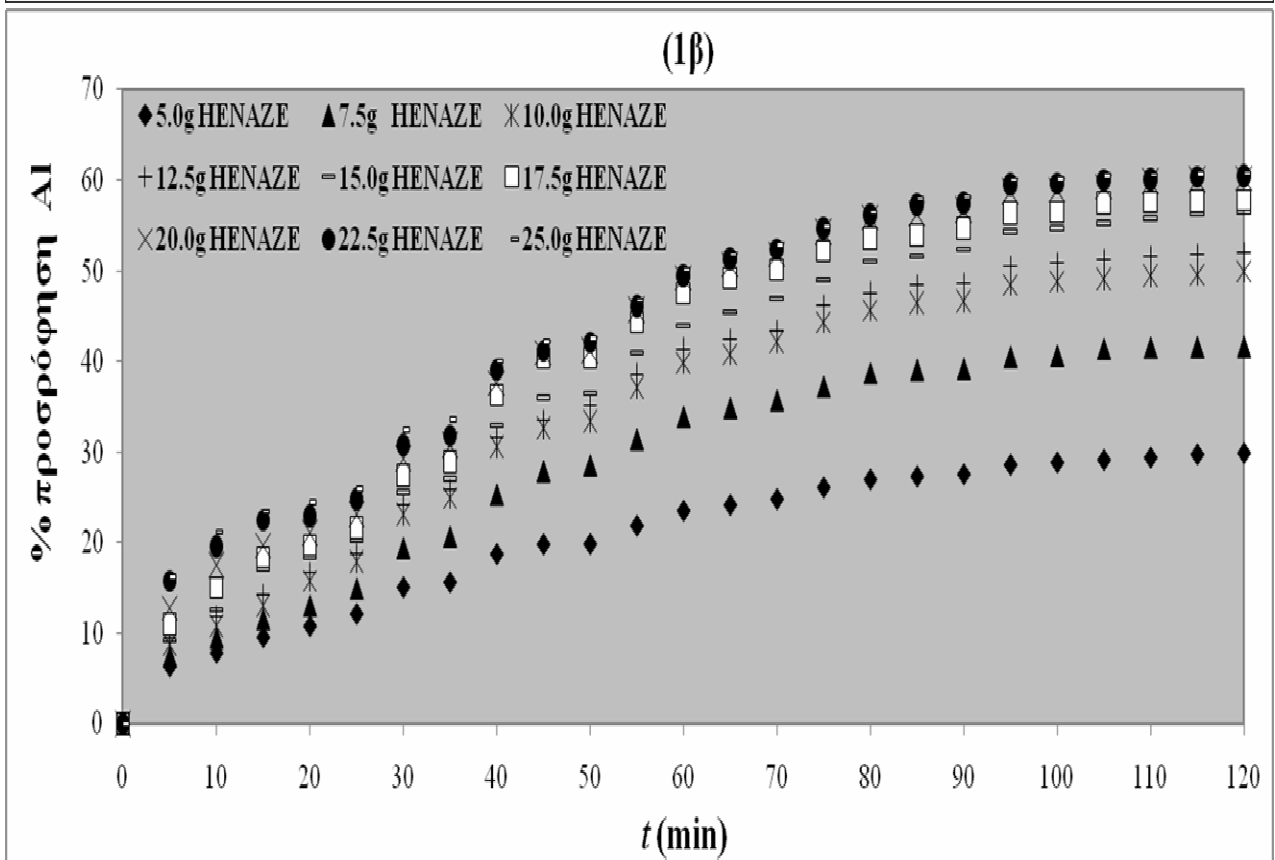 (1β)
70
60
50
40
30
20
10
0
% προσρόφηση Al
5.0g HENAZE 7.5g HENAZE 10.0g HENAZE
12.5g HENAZE 15.0g HENAZE 17.5g HENAZE
20.0g HENAZE 22.5g HENAZE 25.0g HENAZE
0 10 20 30 40 50 60 70 80 90 100 110 120
t (min)